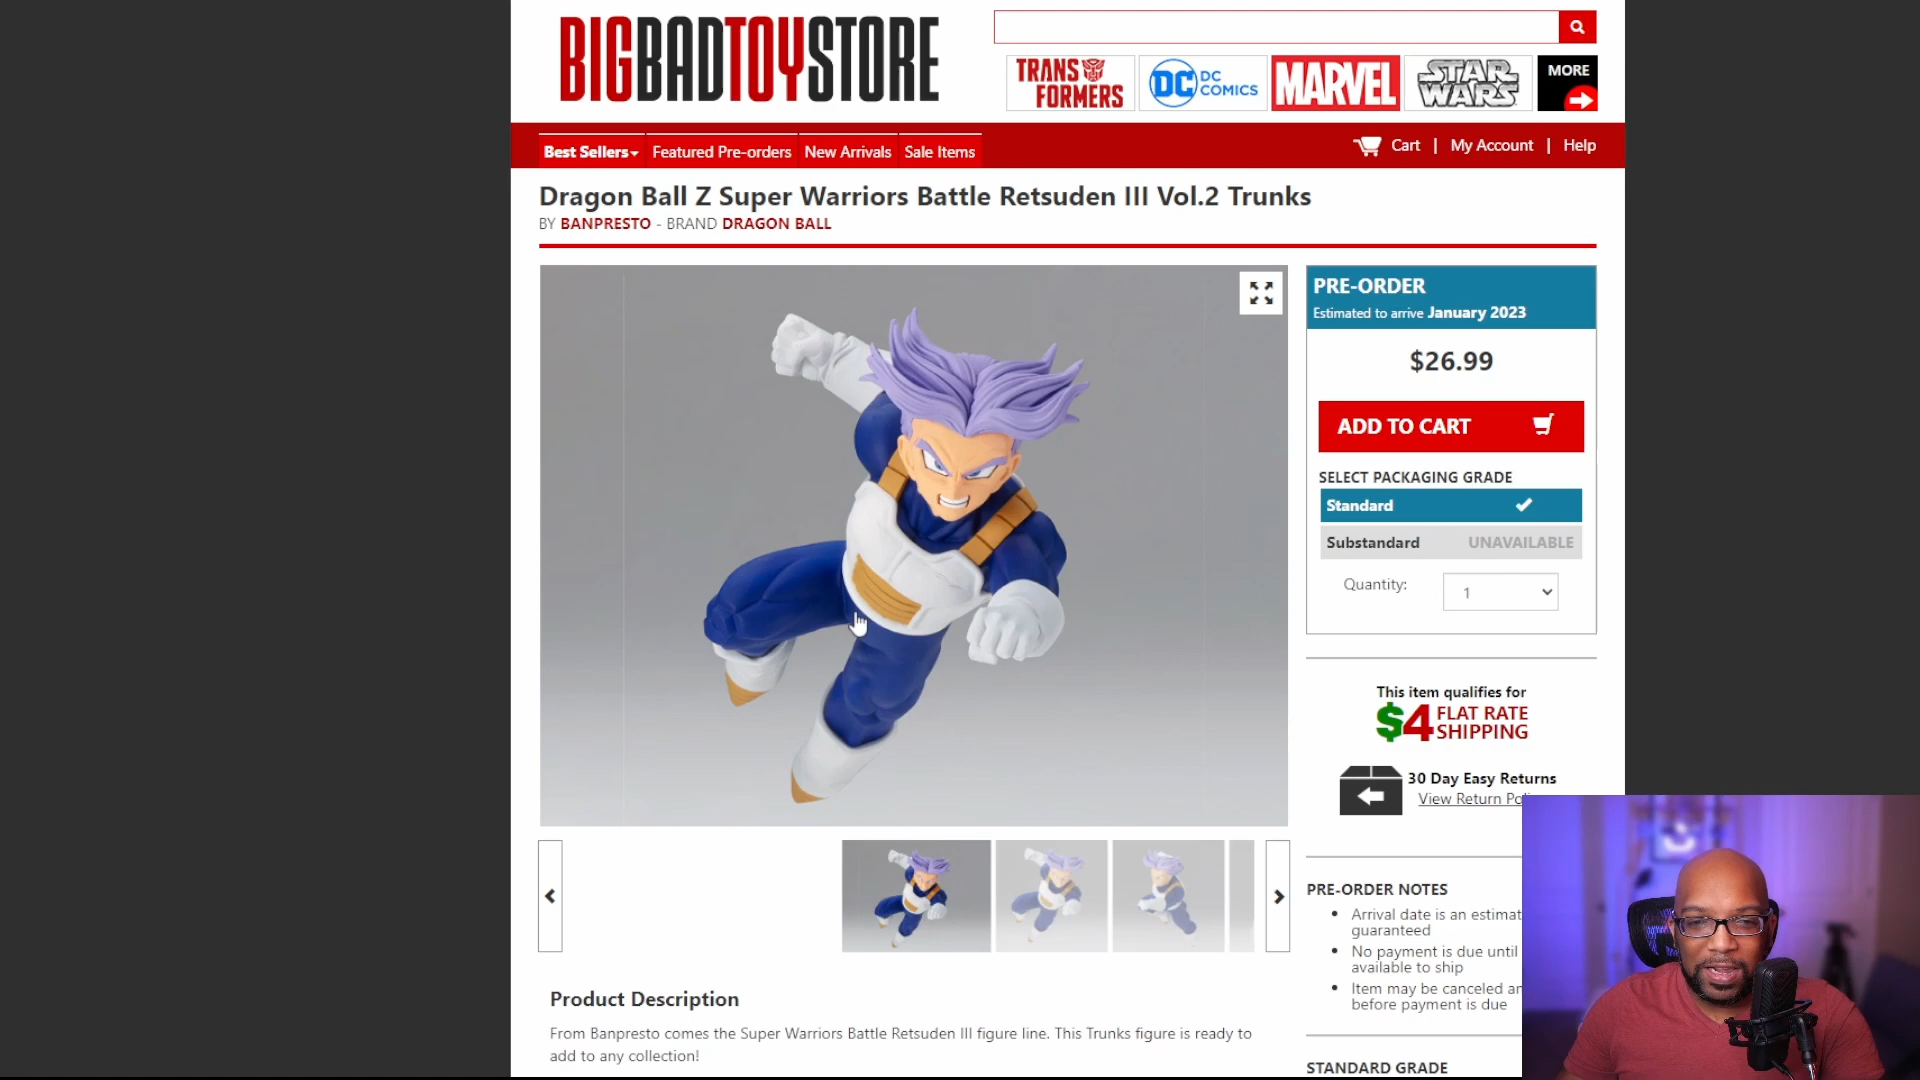 BIGBADTOYSTORE
TRANSFORMERS
DC DC COMICS
MARVEL
STAR WARS
MORE
Best Sellers
Featured Pre-orders
New Arrivals
Sale Items
Cart | My Account | Help
Dragon Ball Z Super Warriors Battle Retsuden III Vol.2 Trunks
BY BANPRESTO - BRAND DRAGON BALL
PRE-ORDER
Estimated to arrive January 2023
$26.99
ADD TO CART
SELECT PACKAGING GRADE
Standard
Substandard UNAVAILABLE
Quantity: 1
This item qualifies for
$4 FLAT RATE SHIPPING
30 Day Easy Returns
View Return
PRE-ORDER NOTES
Arrival date is an
guaranteed
No payment is due until
available to ship
Item may be canceled
before payment is due
STANDARD GRADE
Product Description
From Banpresto comes the Super Warriors Battle Retsuden III figure line. This Trunks figure is ready to
add to any collection!